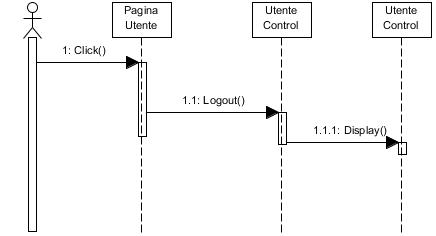 Pagina
Utente
Utente
Control
Utente
Control
1: Click()
1.1: Logout()
1.1.1: Display()